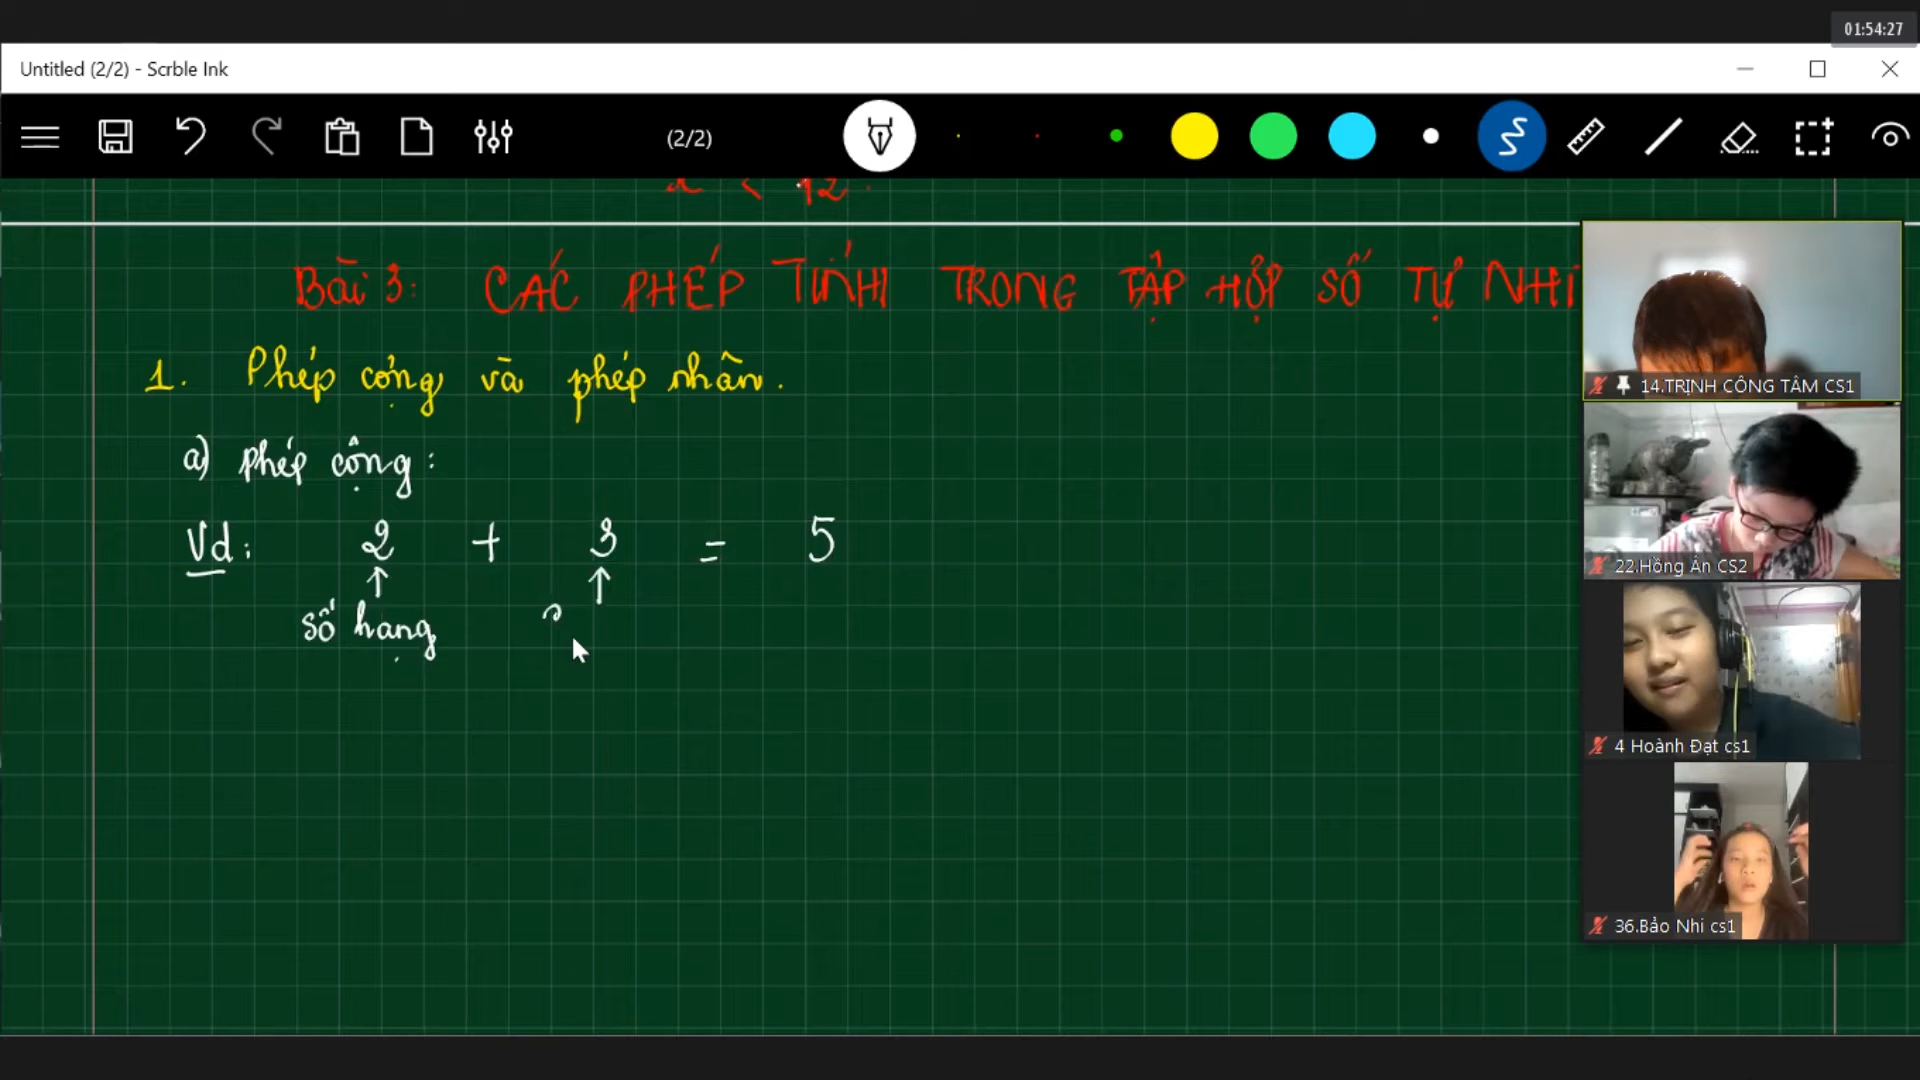 01:54:27
Untitled (2/2) - Scrble Ink
(2/2)
x < 12.
Bài 3: CÁC PHÉP TÍNH TRONG TẬP HỢP SỐ TỰ NHI
1. Phép cộng và phép nhân.
a) phép cộng:
Vd: 2 + 3 = 5
↑ ↑
số hạng
14.TRỊNH CÔNG TÂM CS1
22.Hồng Ân CS2
4 Hoành Đạt cs1
36.Bảo Nhi cs1